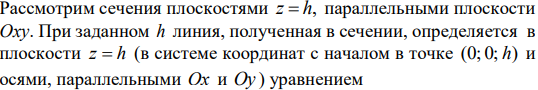 Рассмотрим сечения плоскостями z = h, параллельными плоскости
Oxy. При заданном h линия, полученная в сечении, определяется в
плоскости z = h (в системе координат с началом в точке (0; 0; h) и
осями, параллельными Ox и Oy) уравнением